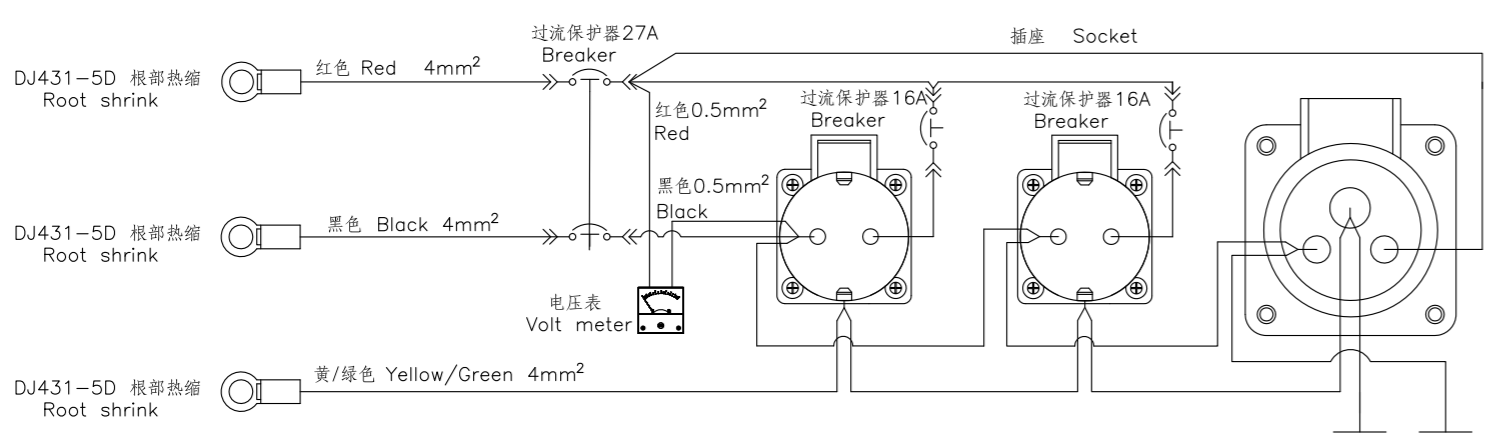 过流保护器27A
Breaker
插座 Socket
DJ431-5D 根部热缩
Root shrink
红色 Red 4mm²
红色0.5mm²
Red
过流保护器16A
Breaker
过流保护器16A
Breaker
黑色0.5mm²
Black
DJ431-5D 根部热缩
Root shrink
黑色 Black 4mm²
电压表
Volt meter
DJ431-5D 根部热缩
Root shrink
黄/绿色 Yellow/Green 4mm²